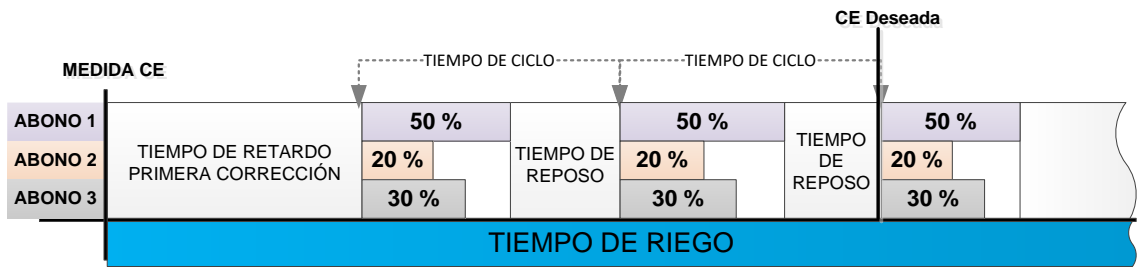 CE Deseada
MEDIDA CE
TIEMPO DE CICLO
TIEMPO DE CICLO
ABONO 1
ABONO 2
ABONO 3
TIEMPO DE RETARDO
PRIMERA CORRECCIÓN
50 %
20 %
30 %
TIEMPO DE
REPOSO
50 %
20 %
30 %
TIEMPO
DE
REPOSO
50 %
20 %
30 %
TIEMPO DE RIEGO